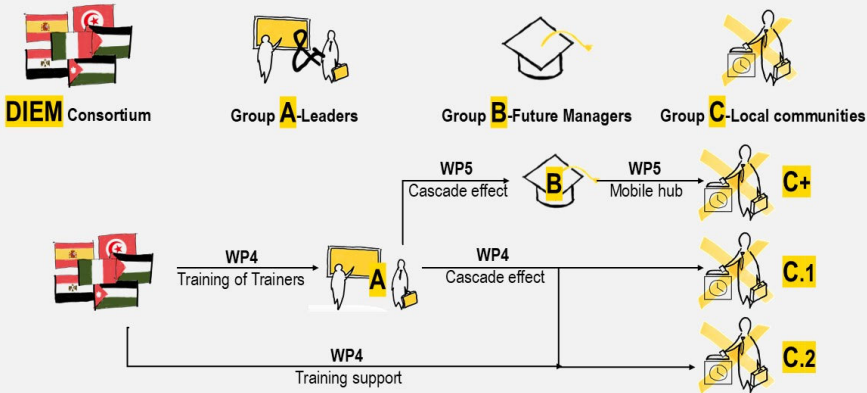 DIEM Consortium
&
Group A-Leaders
Group B-Future Managers
Group C-Local communities
WP5
Cascade effect
B
WP5
Mobile hub
C+
WP4
Training of Trainers
A
WP4
Cascade effect
C.1
WP4
Training support
C.2